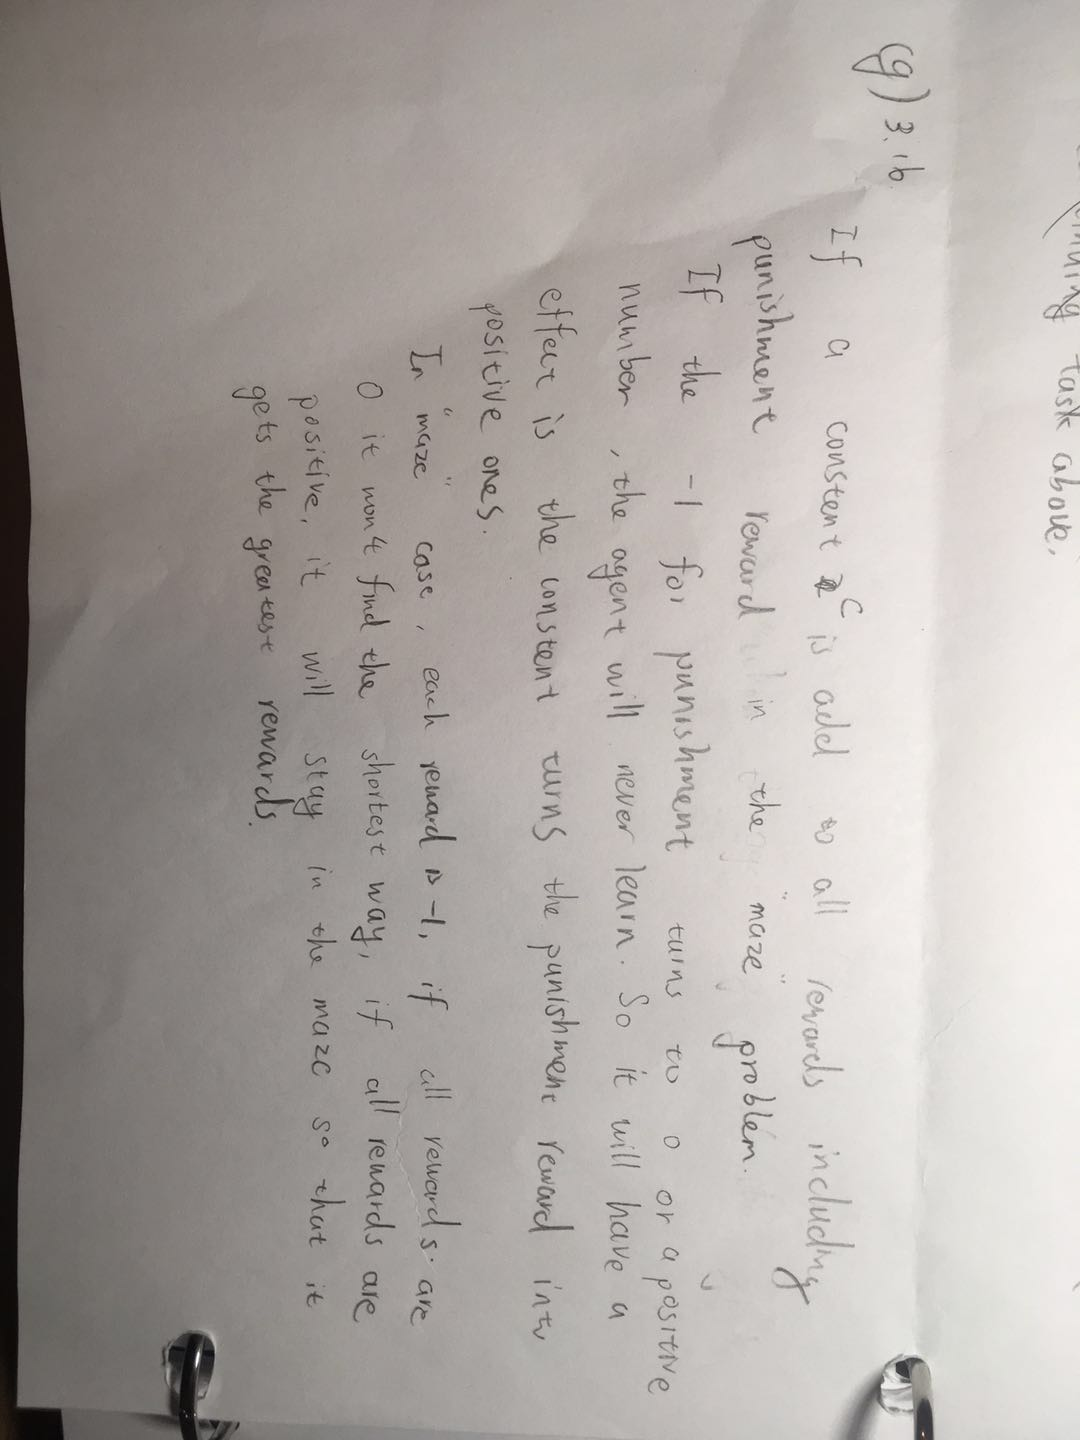 task above.
(g) 3.16
If a constent C is add to all rewards including
punishment reward in the "maze" problem.
If the -1 for punishment turns to 0 or a positive
number, the agent will never learn. So it will have a
effect is the constent turns the punishment reward into
positive ones.
In "maze" case, each reward is -1, if all rewards are
0 it won't find the shortest way, if all rewards are
positive, it will stay in the maze so that it
gets the greatest rewards.